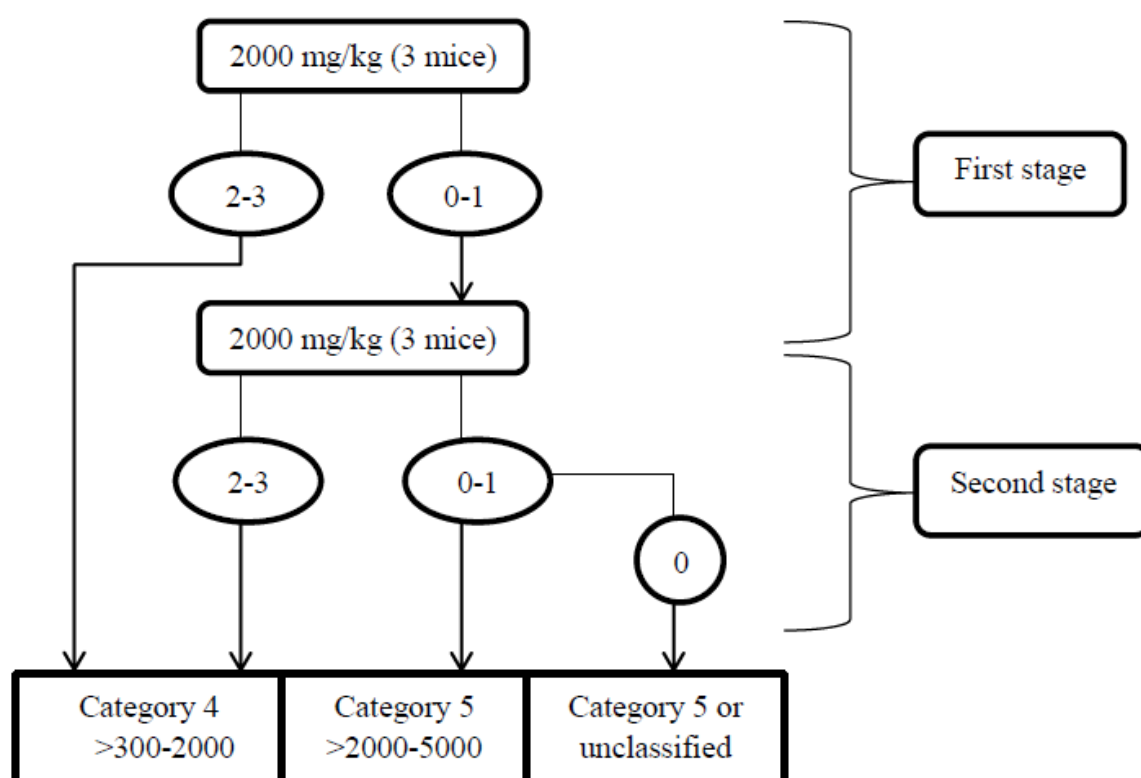 2000 mg/kg (3 mice)
First stage
2-3
0-1
2000 mg/kg (3 mice)
2-3
0-1
Second stage
0
Category 4
>300-2000
Category 5
>2000-5000
Category 5 or
unclassified